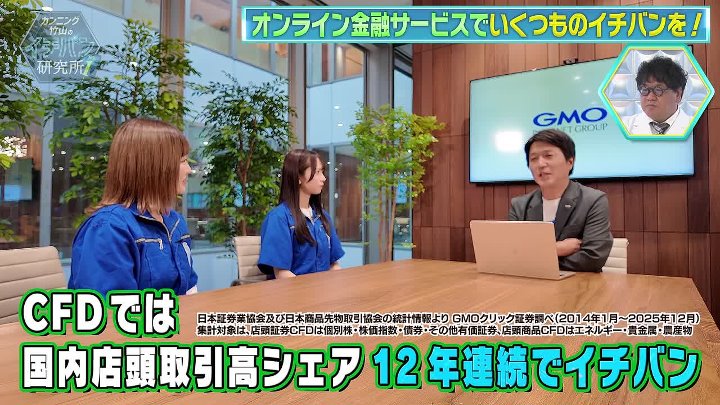 カンニング
竹山の
イチバン
研究所!
オンライン金融サービスでいくつものイチバンを!
GMO
INTERNET GROUP
CFDでは
日本証券業協会及び日本商品先物取引協会の統計情報より GMOクリック証券調べ(2014年1月~2025年12月)
集計対象は、店頭証券CFDは個別株・株価指数・債券・その他有価証券、店頭商品CFDはエネルギー・貴金属・農産物
国内店頭取引高シェア 12年連続でイチバン